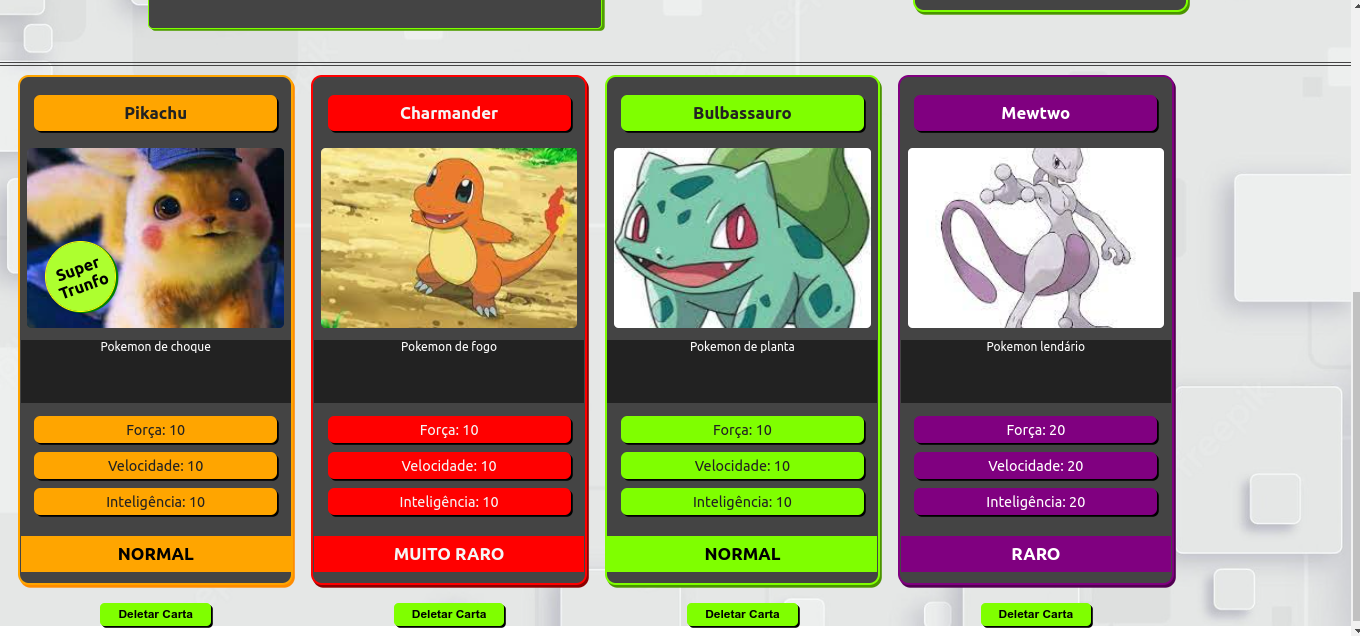 Pikachu
Super
Trunfo
Pokemon de choque
Força: 10
Velocidade: 10
Inteligência: 10
NORMAL
Deletar Carta
Charmander
Pokemon de fogo
Força: 10
Velocidade: 10
Inteligência: 10
MUITO RARO
Deletar Carta
Bulbassauro
Pokemon de planta
Força: 10
Velocidade: 10
Inteligência: 10
NORMAL
Deletar Carta
Mewtwo
Pokemon lendário
Força: 20
Velocidade: 20
Inteligência: 20
RARO
Deletar Carta
freepik